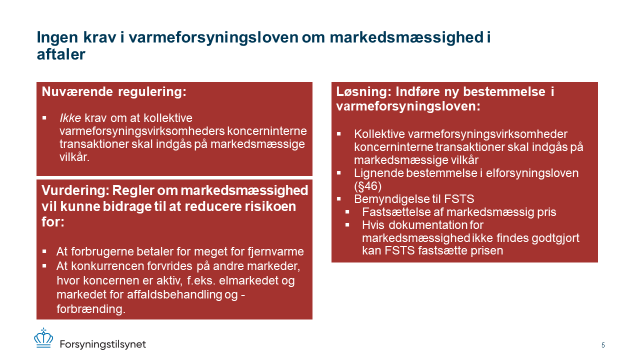 Ingen krav i varmeforsyningsloven om markedsmæssighed i
aftaler
Nuværende regulering:
▪ Ikke krav om at kollektive
varmeforsyningsvirksomheders koncerninterne
transaktioner skal indgås på markedsmæssige
vilkår.
Vurdering: Regler om markedsmæssighed
vil kunne bidrage til at reducere risikoen
for:
▪ At forbrugerne betaler for meget for fjernvarme
▪ At konkurrencen forvrides på andre markeder,
hvor koncernen er aktiv, f.eks. elmarkedet og
markedet for affaldsbehandling og -
forbrænding.
Løsning: Indføre ny bestemmelse i
varmeforsyningsloven:
▪ Kollektive varmeforsyningsvirksomheder
koncerninterne transaktioner skal indgås på
markedsmæssig vilkår
▪ Lignende bestemmelse i elforsyningsloven
(§46)
▪ Bemyndigelse til FSTS
▪ Fastsættelse af markedsmæssig pris
▪ Hvis dokumentation for
markedsmæssighed ikke findes godtgjort
kan FSTS fastsætte prisen
Forsyningstilsynet
5